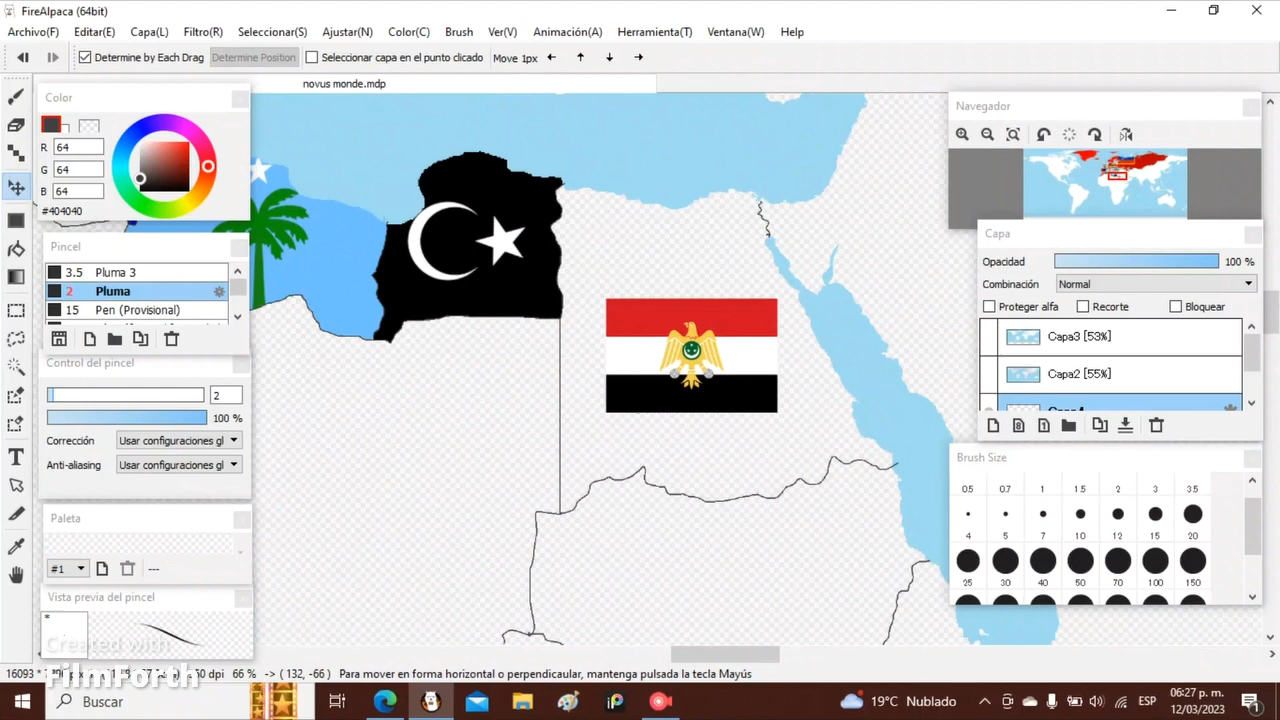 FireAlpaca (64bit)
Archivo(F) Editar(E) Capa(L) Filtro(R) Seleccionar(S) Ajustar(N) Color(C) Brush Ver(V) Animación(A) Herramienta(T) Ventana(W) Help
Determine by Each Drag Determine Position Seleccionar capa en el punto clicado Move 1px
novus monde.mdp
Color
R 64
G 64
B 64
#404040
Pincel
3.5 Pluma 3
2 Pluma
15 Pen (Provisional)
Control del pincel
2
100 %
Corrección Usar configuraciones gl
Anti-aliasing Usar configuraciones gl
Paleta
#1 ---
Vista previa del pincel
*
Created with
FilmForth
Navegador
Capa
Opacidad 100 %
Combinación Normal
Proteger alfa Recorte Bloquear
Capa3 [53%]
Capa2 [55%]
Brush Size
0.5 0.7 1 1.5 2 3 3.5
4 5 7 10 12 15 20
25 30 40 50 70 100 150
66 % -> ( 132, -66 ) Para mover en forma horizontal o perpendicaular, mantenga pulsada la tecla Mayús
Buscar
19°C Nublado
ESP
06:27 p. m.
12/03/2023
1